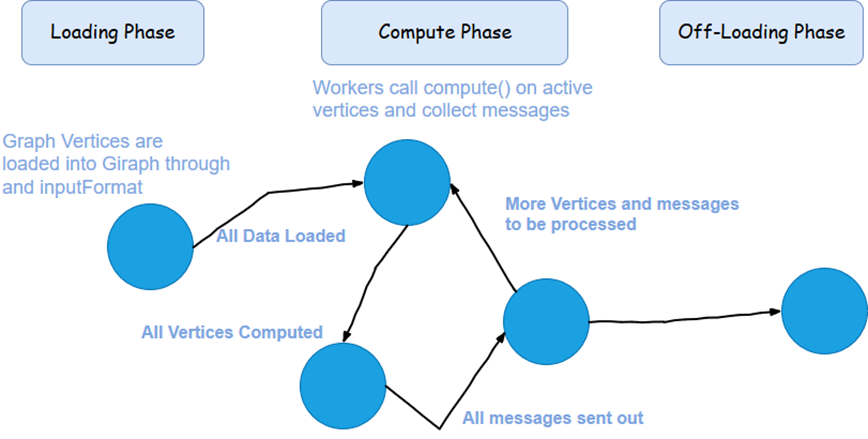 Loading Phase
Compute Phase
Off-Loading Phase
Workers call compute() on active
vertices and collect messages
Graph Vertices are
loaded into Giraph through
and inputFormat
All Data Loaded
More Vertices and messages
to be processed
All Vertices Computed
All messages sent out